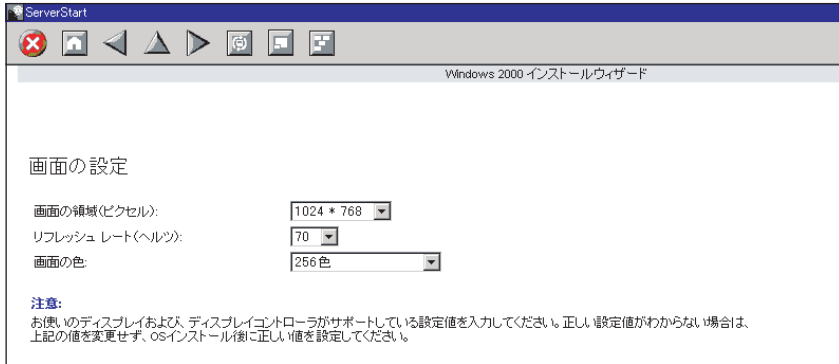 ServerStart
Windows 2000 インストールウィザード
画面の設定
画面の領域(ピクセル): 1024 * 768
リフレッシュ レート(ヘルツ): 70
画面の色: 256色
注意:
お使いのディスプレイおよび、ディスプレイコントローラがサポートしている設定値を入力してください。正しい設定値がわからない場合は、
上記の値を変更せず、OSインストール後に正しい値を設定してください。